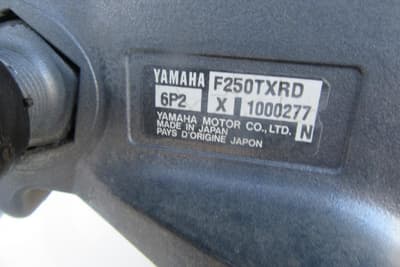 YAMAHA F250TXRD
6P2 X 1000277 N
YAMAHA MOTOR CO., LTD.
MADE IN JAPAN
PAYS D'ORIGINE JAPON